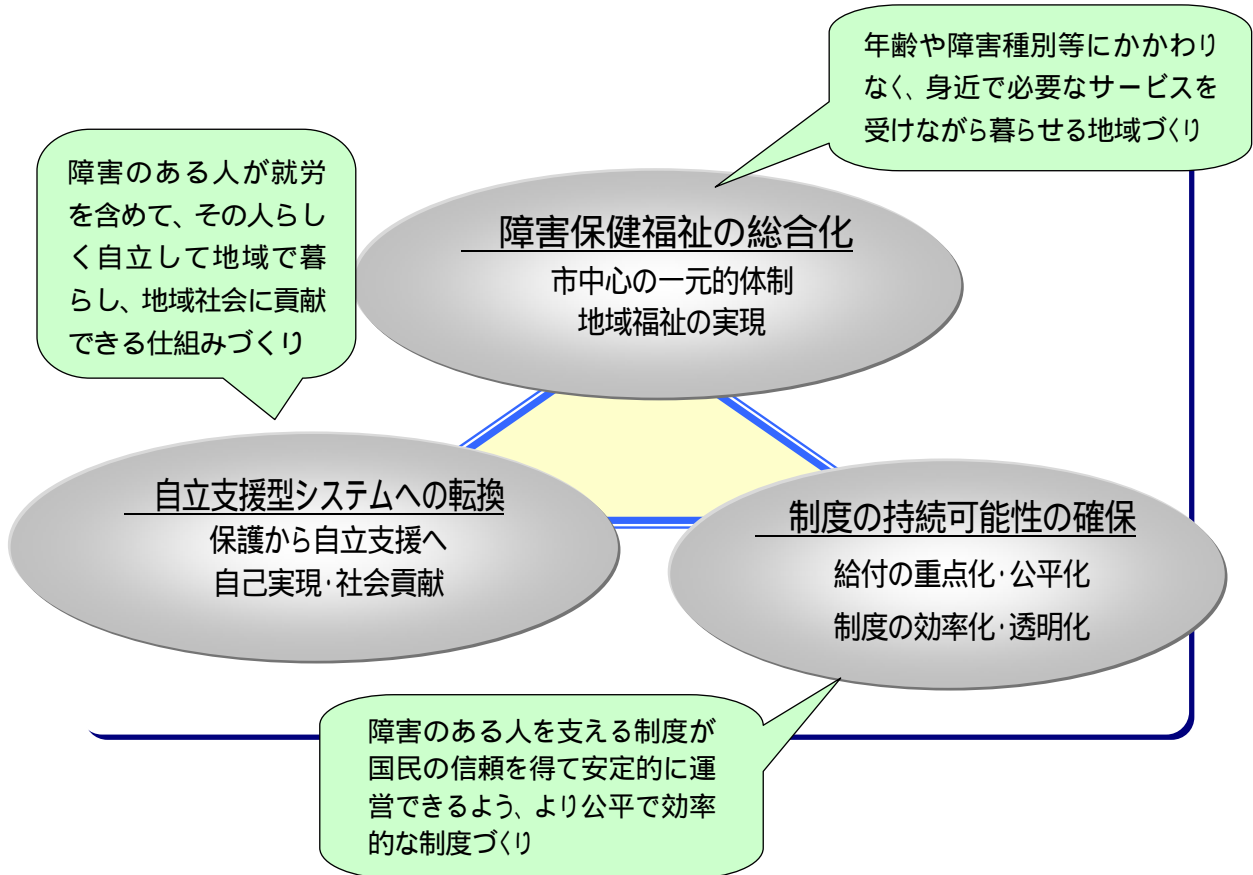 年齢や障害種別等にかかわり
なく、身近で必要なサービスを
受けながら暮らせる地域づくり
障害のある人が就労
を含めて、その人らし
く自立して地域で暮
らし、地域社会に貢献
できる仕組みづくり
障害保健福祉の総合化
市中心の一元的体制
地域福祉の実現
自立支援型システムへの転換
保護から自立支援へ
自己実現・社会貢献
制度の持続可能性の確保
給付の重点化・公平化
制度の効率化・透明化
障害のある人を支える制度が
国民の信頼を得て安定的に運
営できるよう、より公平で効率
的な制度づくり